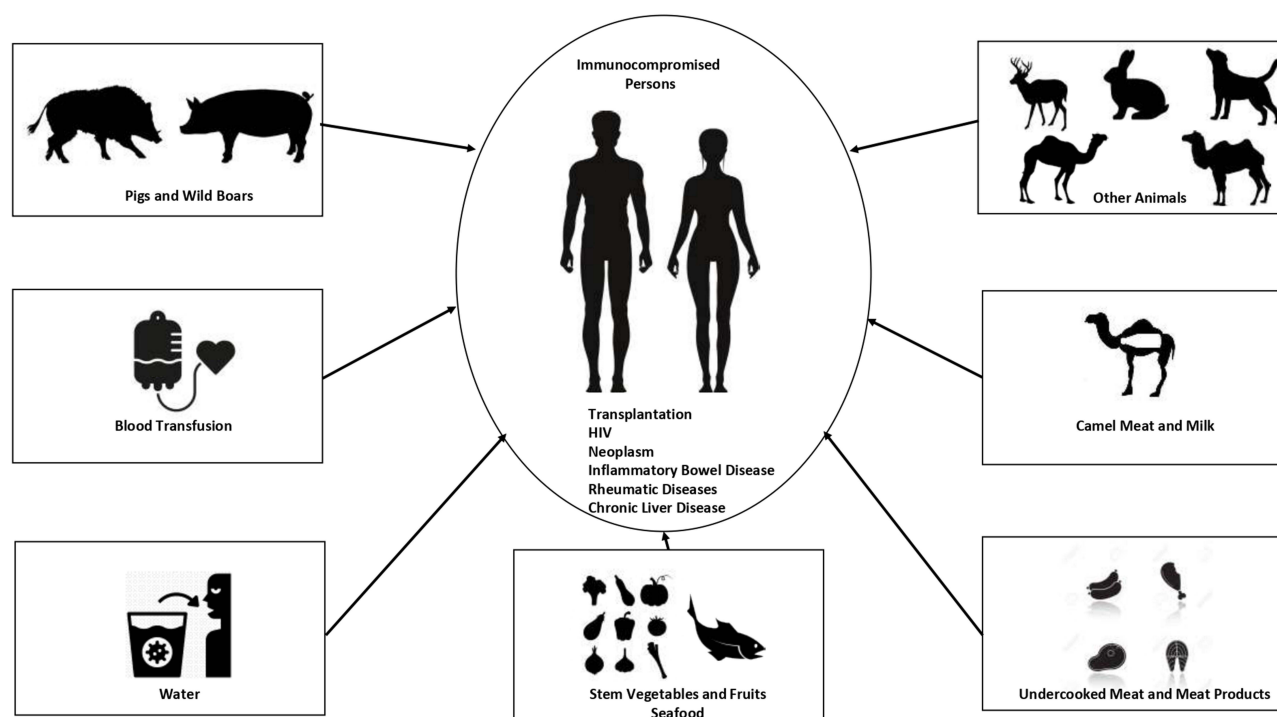 Immunocompromised
Persons
Pigs and Wild Boars
Other Animals
Blood Transfusion
Camel Meat and Milk
Transplantation
HIV
Neoplasm
Inflammatory Bowel Disease
Rheumatic Diseases
Chronic Liver Disease
Water
Stem Vegetables and Fruits
Seafood
Undercooked Meat and Meat Products